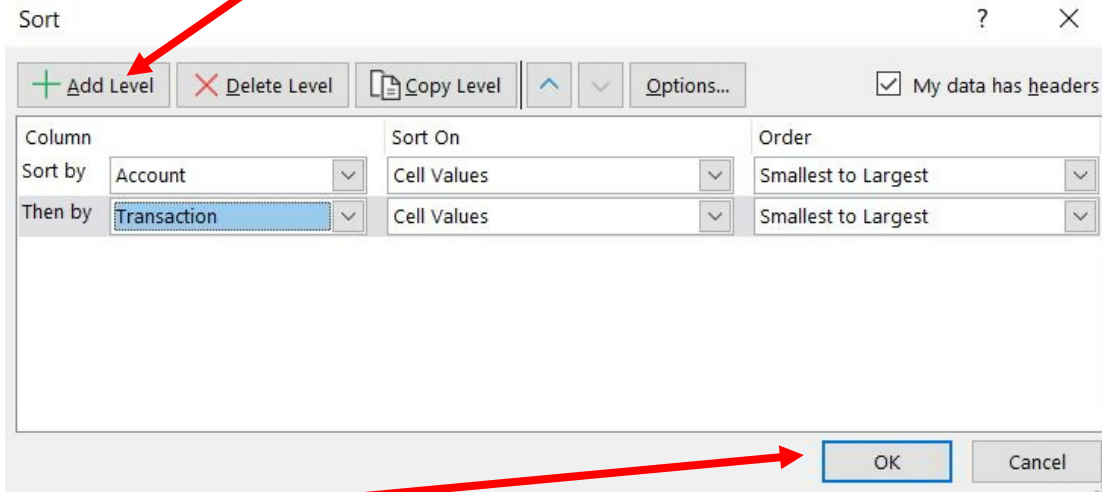 Sort ?
Add Level Delete Level Copy Level Options... My data has headers
Column Sort On Order
Sort by Account Cell Values Smallest to Largest
Then by Transaction Cell Values Smallest to Largest
OK Cancel